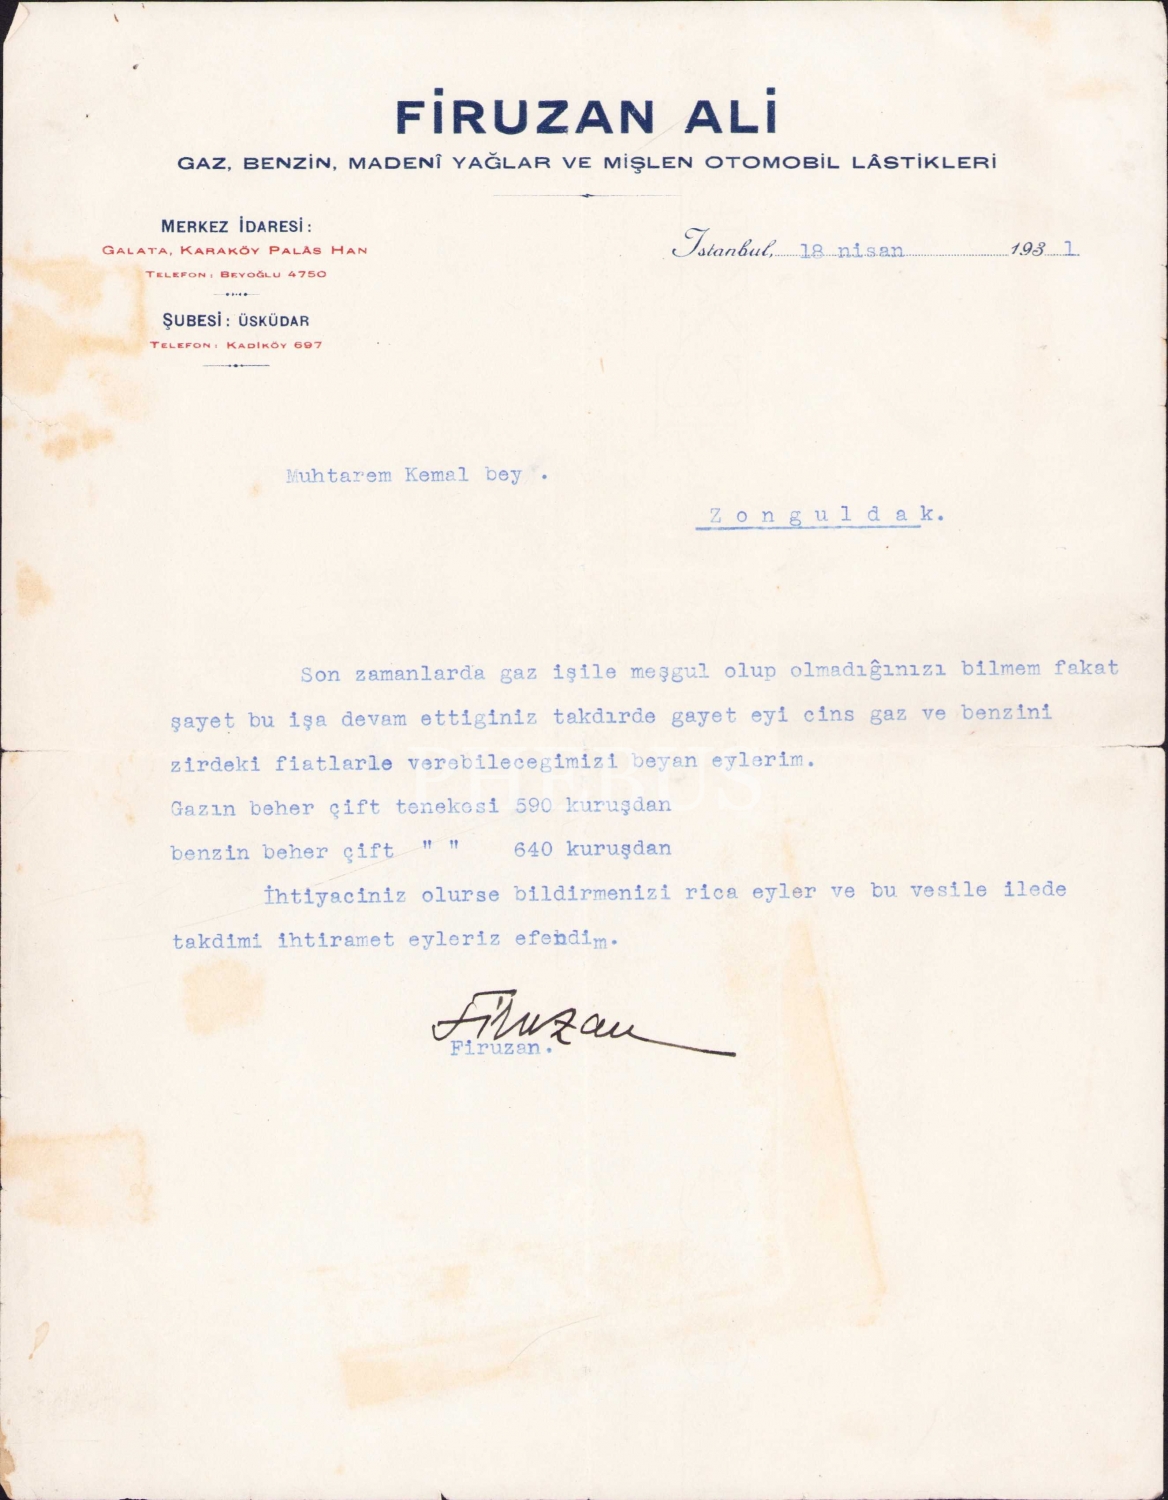 FİRUZAN ALİ
GAZ, BENZİN, MADENÎ YAĞLAR VE MİŞLEN OTOMOBİL LÂSTİKLERİ
MERKEZ İDARESİ:
GALATA, KARAKÖY PALÂS HAN
TELEFON: BEYOĞLU 4750
ŞUBESİ: ÜSKÜDAR
TELEFON: KADİKÖY 697
İstanbul, 18 nisan 1931
Muhtarem Kemal bey .
Z o n g u l d a k.
Son zamanlarda gaz işile meşgul olup olmadığınızı bilmem fakat
şayet bu işa devam ettiginiz takdırde gayet eyi cins gaz ve benzini
zirdeki fiatlarle verebilecegimizi beyan eylerim.
Gazın beher çift tenekesi 590 kuruşdan
benzin beher çift " " 640 kuruşdan
İhtiyaciniz olurse bildirmenizi rica eyler ve bu vesile ilede
takdimi ihtiramet eyleriz efendim.
Firuzan
Firuzan.
PHEBUS